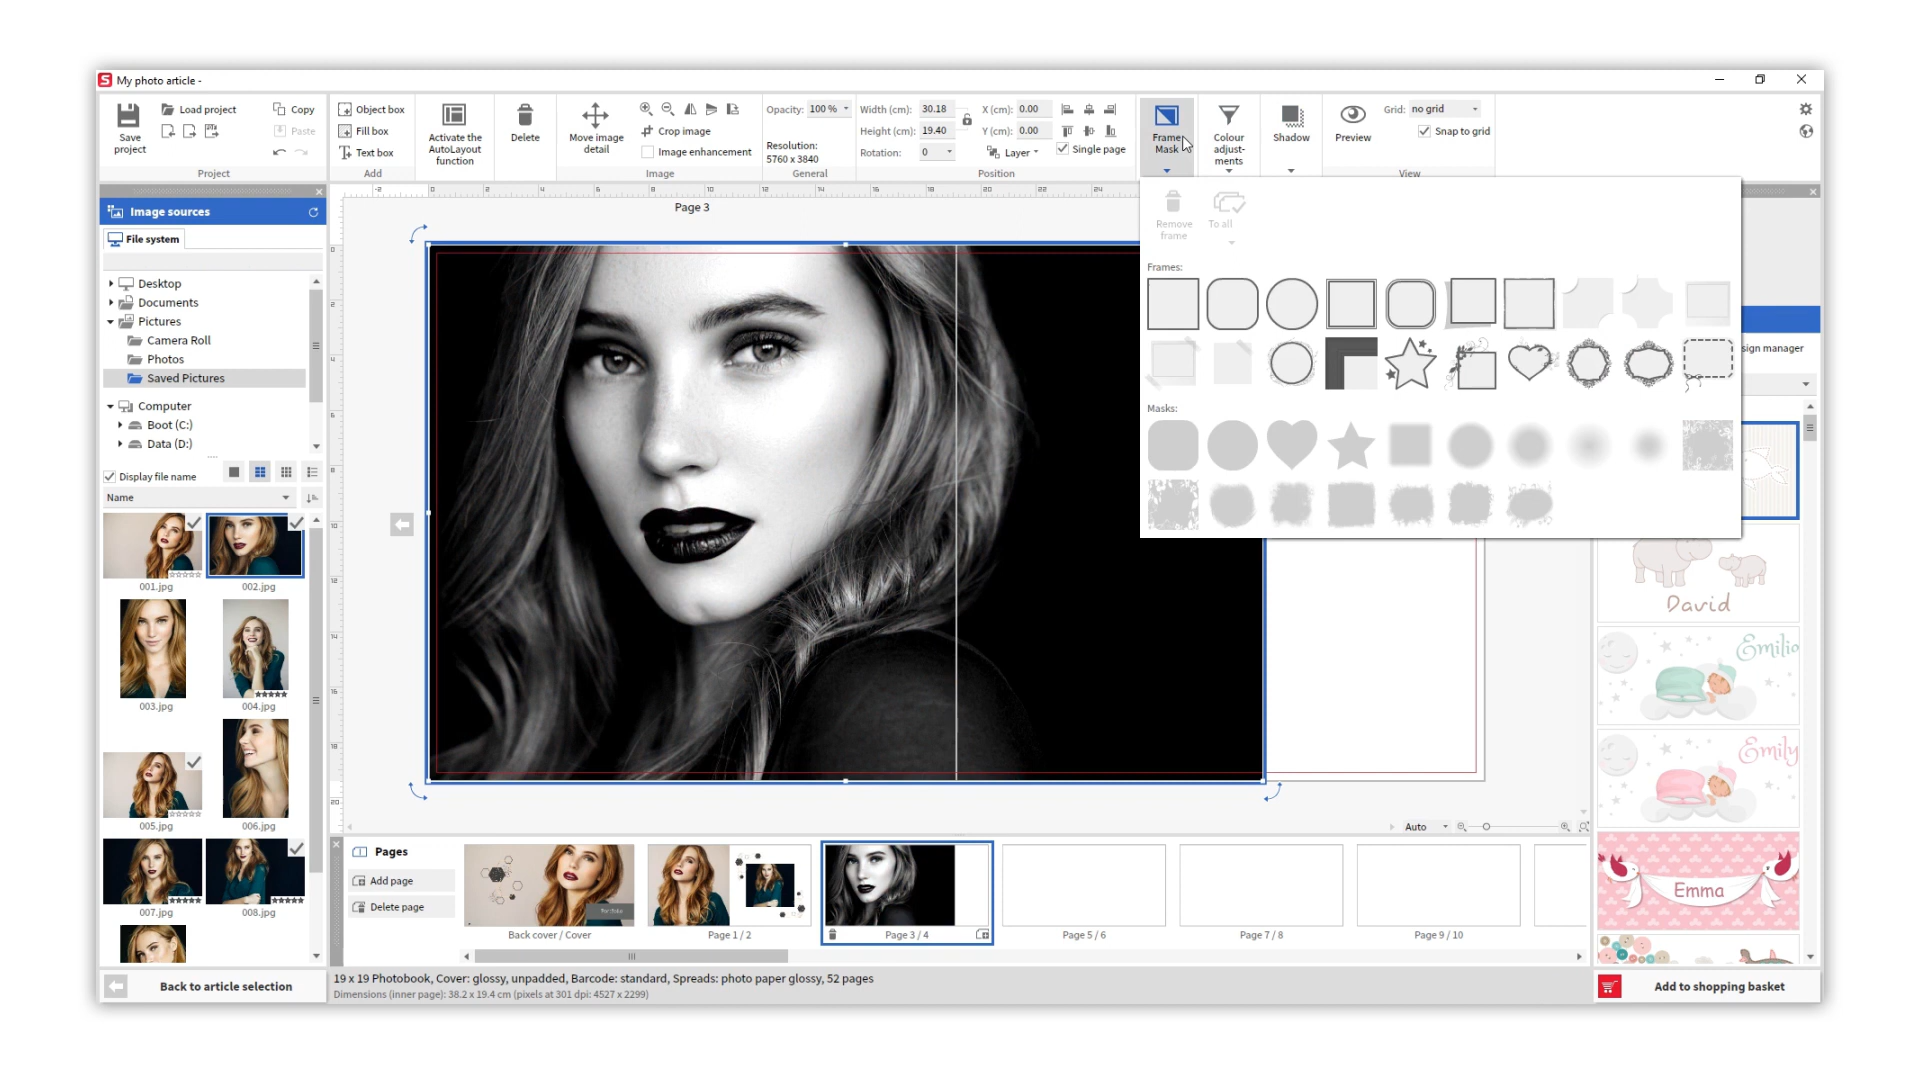 My photo article -
Save project
Load project
Copy
Paste
Project
Object box
Fill box
Text box
Add
Activate the AutoLayout function
Delete
Move image detail
Crop image
Image enhancement
Image
Opacity: 100 %
Resolution:
5760 x 3840
General
Width (cm): 30.18
Height (cm): 19.40
Rotation: 0
X (cm): 0.00
Y (cm): 0.00
Layer
Single page
Position
Frame
Mask
Colour adjust-ments
Shadow
Preview
Grid: no grid
Snap to grid
View
Image sources
File system
Desktop
Documents
Pictures
Camera Roll
Photos
Saved Pictures
Computer
Boot (C:)
Data (D:)
Display file name
Name
001.jpg
002.jpg
003.jpg
004.jpg
005.jpg
006.jpg
007.jpg
008.jpg
Page 3
Remove frame
To all
Frames:
Masks:
sign manager
David
Emilio
Emily
Emma
Auto
Pages
Add page
Delete page
Back cover / Cover
Page 1 / 2
Page 3 / 4
Page 5 / 6
Page 7 / 8
Page 9 / 10
Back to article selection
19 x 19 Photobook, Cover: glossy, unpadded, Barcode: standard, Spreads: photo paper glossy, 52 pages
Dimensions (inner page): 38.2 x 19.4 cm (pixels at 301 dpi: 4527 x 2299)
Add to shopping basket